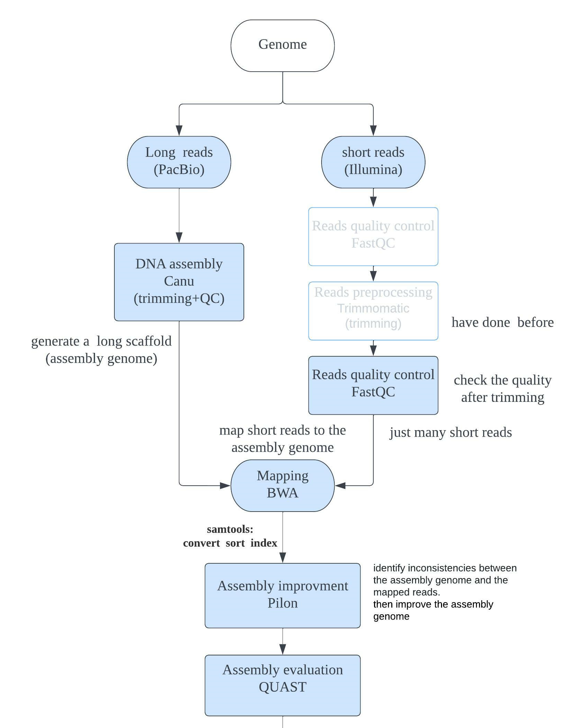 Genome
Long reads
(PacBio)
short reads
(Illumina)
Reads quality control
FastQC
DNA assembly
Canu
(trimming+QC)
Reads preprocessing
Trimmomatic
(trimming)
have done before
generate a long scaffold
(assembly genome)
Reads quality control
FastQC
check the quality
after trimming
map short reads to the
assembly genome
just many short reads
Mapping
BWA
samtools:
convert sort index
Assembly improvment
Pilon
identify inconsistencies between
the assembly genome and the
mapped reads.
then improve the assembly
genome
Assembly evaluation
QUAST